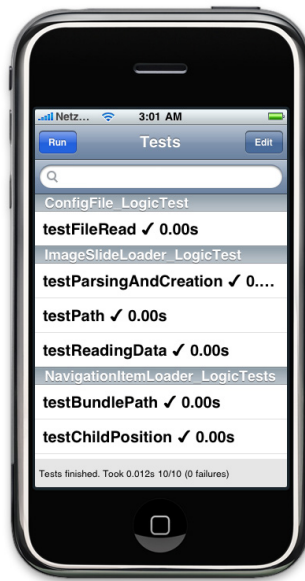 Netz... 3:01 AM
Run Tests Edit
ConfigFile_LogicTest
testFileRead ✓ 0.00s
ImageSlideLoader_LogicTest
testParsingAndCreation ✓ 0....
testPath ✓ 0.00s
testReadingData ✓ 0.00s
NavigationItemLoader_LogicTests
testBundlePath ✓ 0.00s
testChildPosition ✓ 0.00s
Tests finished. Took 0.012s 10/10 (0 failures)